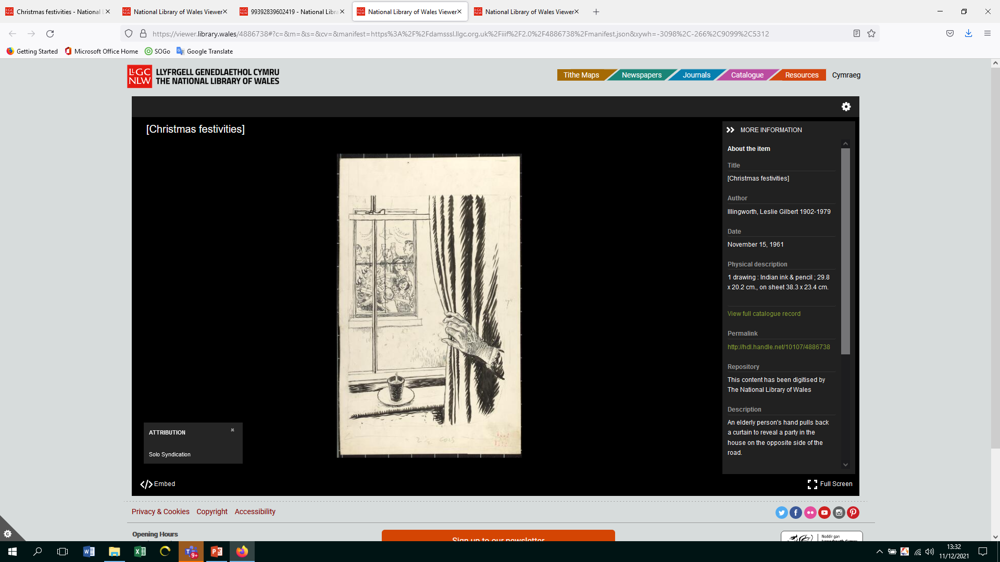 Christmas festivities - National L
National Library of Wales Viewer
99392839602419 - National Libra
National Library of Wales Viewer
National Library of Wales Viewer
https://viewer.library.wales/4886738#?c=&m=&s=&cv=&manifest=https%3A%2F%2Fdamsssl.llgc.org.uk%2Fiiif%2F2.0%2F4886738%2Fmanifest.json&xywh=-3098%2C-266%2C9099%2C5312
Getting Started
Microsoft Office Home
SOGo
Google Translate
LLGC
NLW
LLYFRGELL GENEDLAETHOL CYMRU
THE NATIONAL LIBRARY OF WALES
Tithe Maps
Newspapers
Journals
Catalogue
Resources
Cymraeg
[Christmas festivities]
MORE INFORMATION
About the item
Title
[Christmas festivities]
Author
Illingworth, Leslie Gilbert 1902-1979
Date
November 15, 1961
Physical description
1 drawing : Indian ink & pencil ; 29.8
x 20.2 cm., on sheet 38.3 x 23.4 cm.
View full catalogue record
Permalink
http://hdl.handle.net/10107/4886738
Repository
This content has been digitised by
The National Library of Wales
Description
An elderly person's hand pulls back
a curtain to reveal a party in the
house on the opposite side of the
road.
2 ½ COLS
ATTRIBUTION
Solo Syndication
Embed
Full Screen
Privacy & Cookies
Copyright
Accessibility
Opening Hours
Sign up to our newsletter
Noddir gan
9+
13:32
11/12/2021